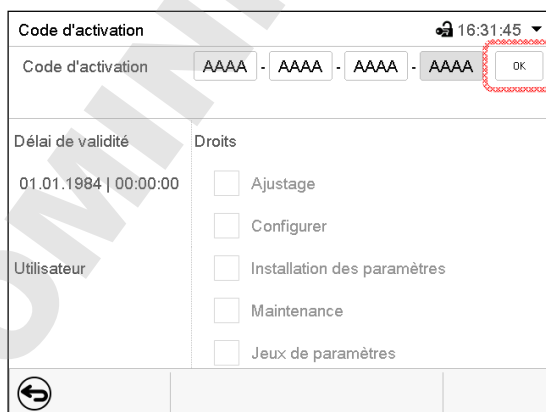 Code d'activation 16:31:45
Code d'activation AAAA - AAAA - AAAA - AAAA OK
Délai de validité Droits
01.01.1984 | 00:00:00 Ajustage
Configurer
Utilisateur Installation des paramètres
Maintenance
Jeux de paramètres